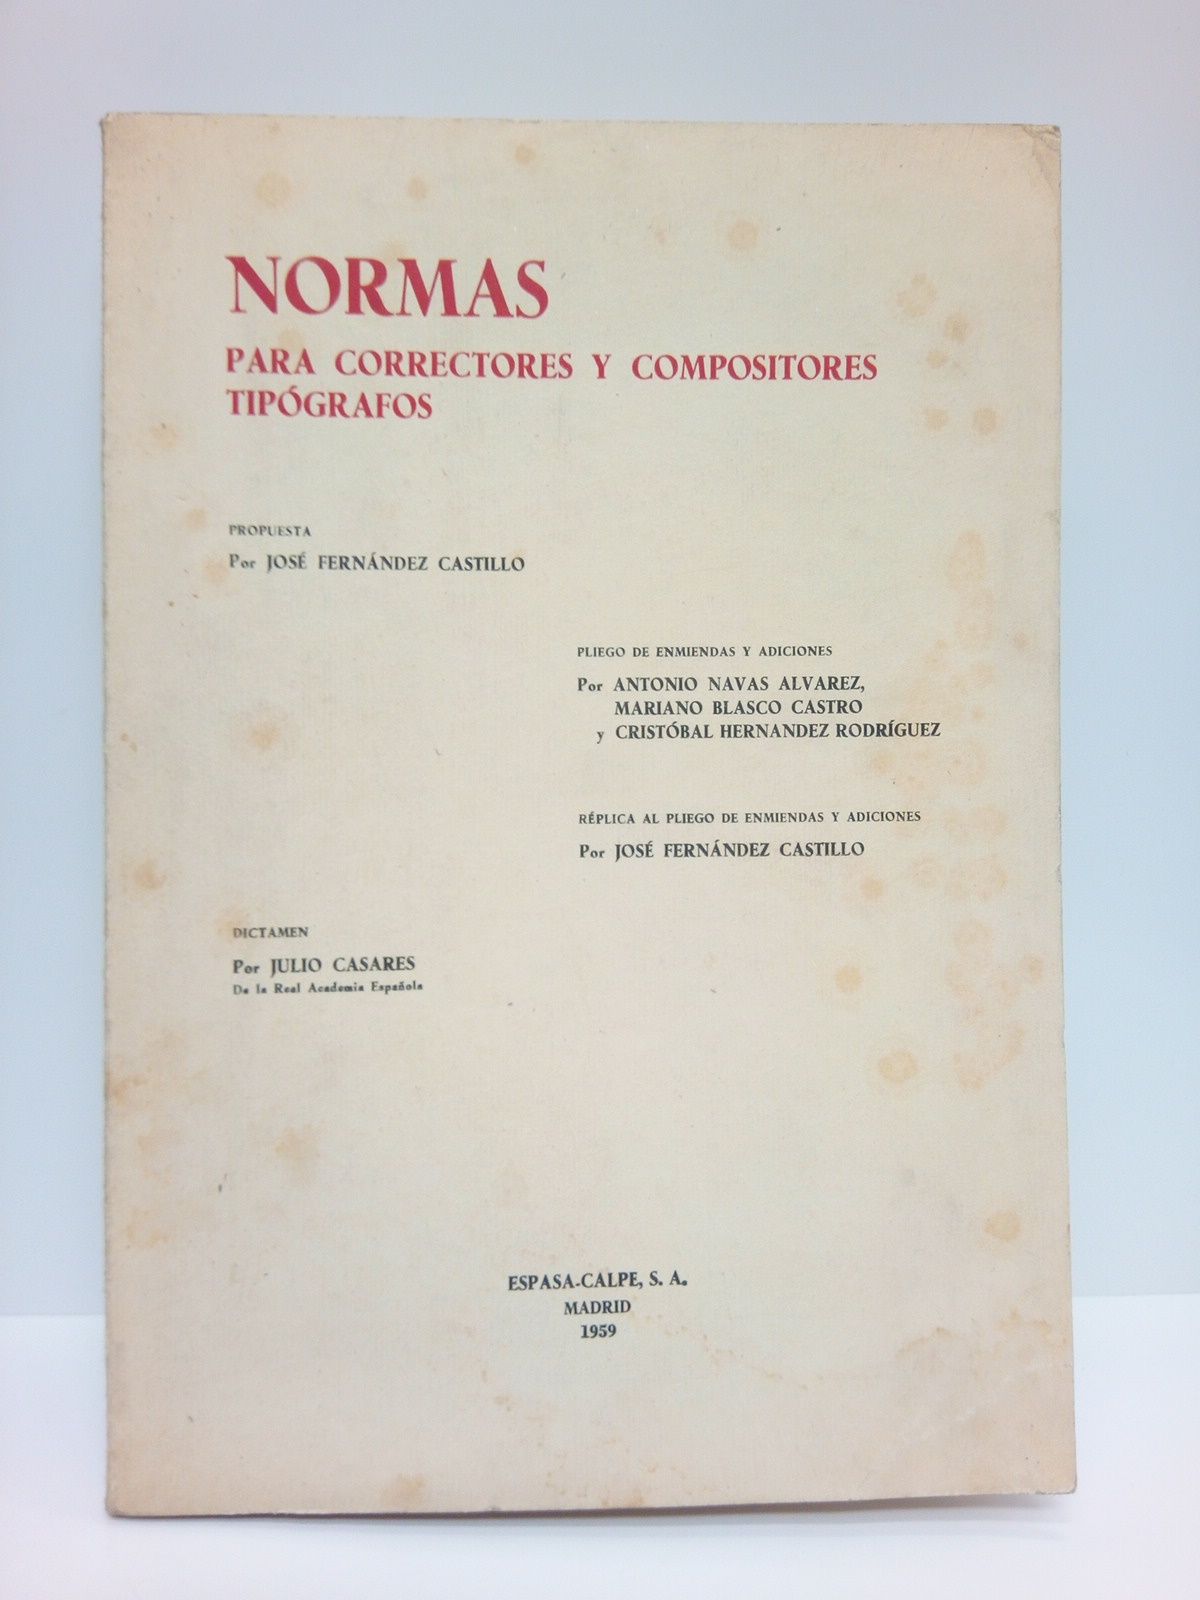 NORMAS
PARA CORRECTORES Y COMPOSITORES
TIPÓGRAFOS
PROPUESTA
Por JOSÉ FERNÁNDEZ CASTILLO
PLIEGO DE ENMIENDAS Y ADICIONES
Por ANTONIO NAVAS ALVAREZ,
MARIANO BLASCO CASTRO
y CRISTÓBAL HERNANDEZ RODRÍGUEZ
RÉPLICA AL PLIEGO DE ENMIENDAS Y ADICIONES
Por JOSÉ FERNÁNDEZ CASTILLO
DICTAMEN
Por JULIO CASARES
De la Real Academia Española
ESPASA-CALPE, S. A.
MADRID
1959